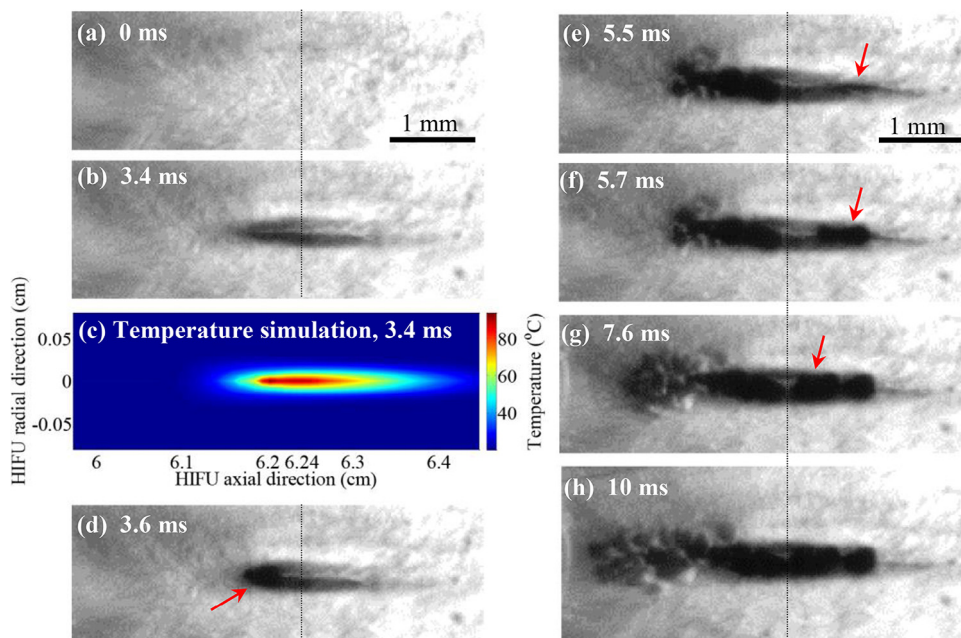 (a) 0 ms
1 mm
(b) 3.4 ms
(c) Temperature simulation, 3.4 ms
HIFU radial direction (cm)
0.05
0
-0.05
6 6.1 6.2 6.24 6.3 6.4
HIFU axial direction (cm)
80
60
40
Temperature (°C)
(d) 3.6 ms
(e) 5.5 ms
1 mm
(f) 5.7 ms
(g) 7.6 ms
(h) 10 ms